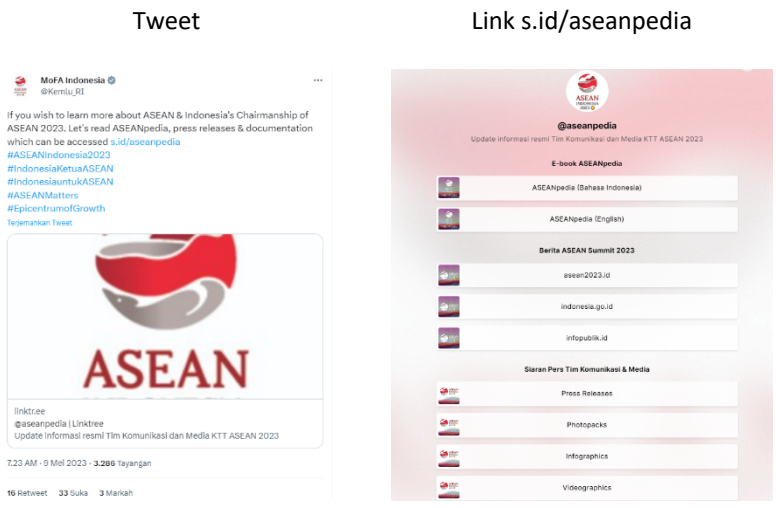 Tweet
MoFA Indonesia
@Kemlu_RI
If you wish to learn more about ASEAN & Indonesia's Chairmanship of
ASEAN 2023. Let's read ASEANpedia, press releases & documentation
which can be accessed s.id/aseanpedia
#ASEANIndonesia2023
#IndonesiaKetuaASEAN
#IndonesiauntukASEAN
#ASEANMatters
#EpicentrumofGrowth
Terjemahkan Tweet
ASEAN
linktr.ee
@aseanpedia | Linktree
Update informasi resmi Tim Komunikasi dan Media KTT ASEAN 2023
7.23 AM · 9 Mei 2023 · 3.286 Tayangan
16 Retweet 33 Suka 3 Markah
Link s.id/aseanpedia
ASEAN
INDONESIA
2023
@aseanpedia
Update informasi resmi Tim Komunikasi dan Media KTT ASEAN 2023
E-book ASEANpedia
ASEANpedia (Bahasa Indonesia)
ASEANpedia (English)
Berita ASEAN Summit 2023
asean2023.id
indonesia.go.id
infopublik.id
Siaran Pers Tim Komunikasi & Media
Press Releases
Photopacks
Infographics
Videographics